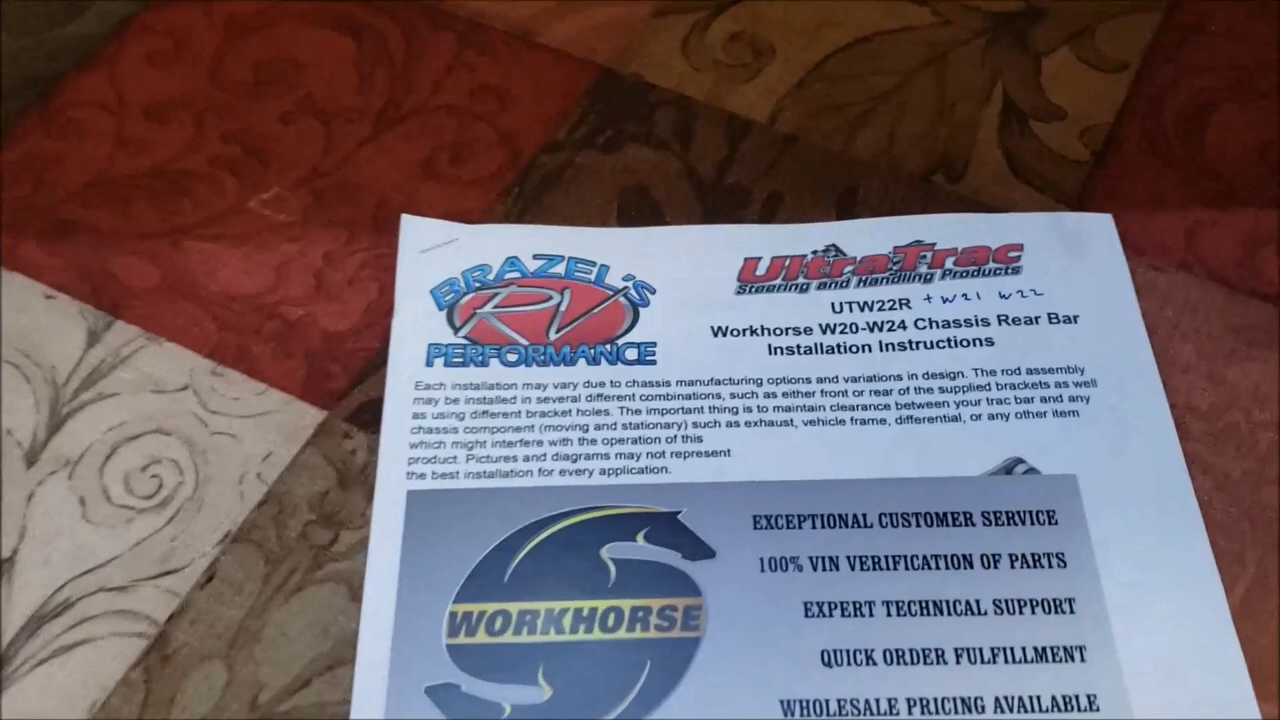 BRAZEL'S
RV
PERFORMANCE
UltraTrac
Steering and Handling Products
UTW22R + W21 W22
Workhorse W20-W24 Chassis Rear Bar
Installation Instructions
Each installation may vary due to chassis manufacturing options and variations in design. The rod assembly
may be installed in several different combinations, such as either front or rear of the supplied brackets as well
as using different bracket holes. The important thing is to maintain clearance between your trac bar and any
chassis component (moving and stationary) such as exhaust, vehicle frame, differential, or any other item
which might interfere with the operation of this
product. Pictures and diagrams may not represent
the best installation for every application.
WORKHORSE
EXCEPTIONAL CUSTOMER SERVICE
100% VIN VERIFICATION OF PARTS
EXPERT TECHNICAL SUPPORT
QUICK ORDER FULFILLMENT
WHOLESALE PRICING AVAILABLE